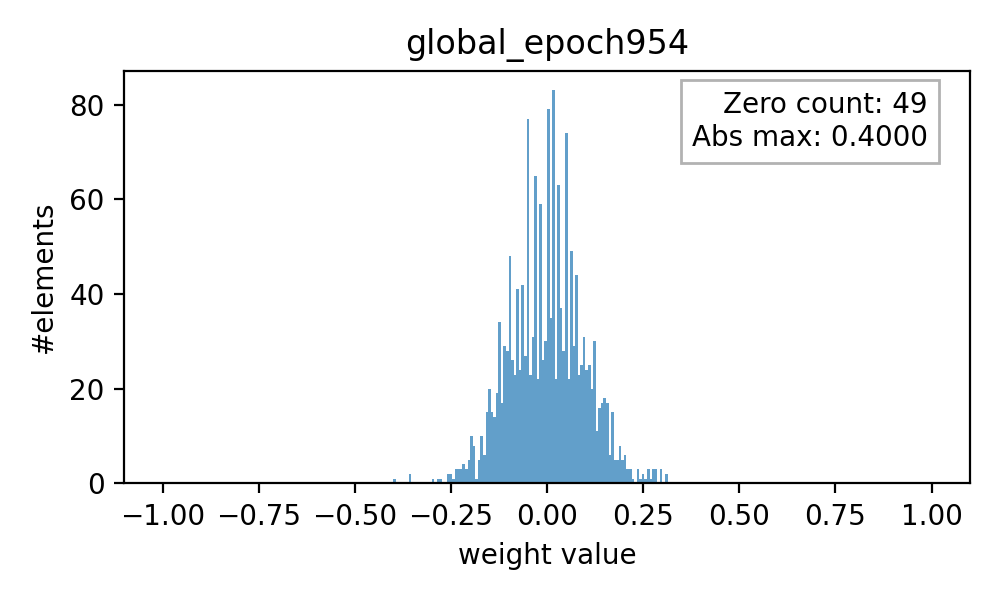 global_epoch954
Zero count: 49
Abs max: 0.4000
80
60
40
20
0
#elements
−1.00 −0.75 −0.50 −0.25 0.00 0.25 0.50 0.75 1.00
weight value